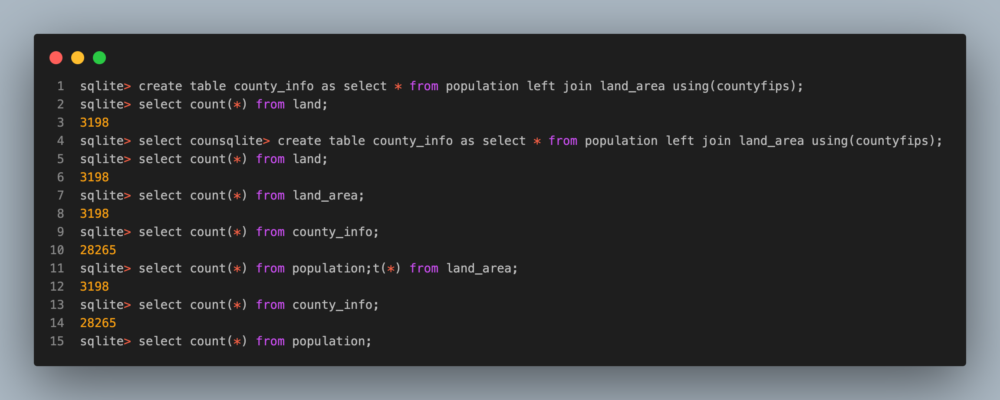 1 sqlite> create table county_info as select * from population left join land_area using(countyfips);
2 sqlite> select count(*) from land;
3 3198
4 sqlite> select counsqlite> create table county_info as select * from population left join land_area using(countyfips);
5 sqlite> select count(*) from land;
6 3198
7 sqlite> select count(*) from land_area;
8 3198
9 sqlite> select count(*) from county_info;
10 28265
11 sqlite> select count(*) from population;t(*) from land_area;
12 3198
13 sqlite> select count(*) from county_info;
14 28265
15 sqlite> select count(*) from population;